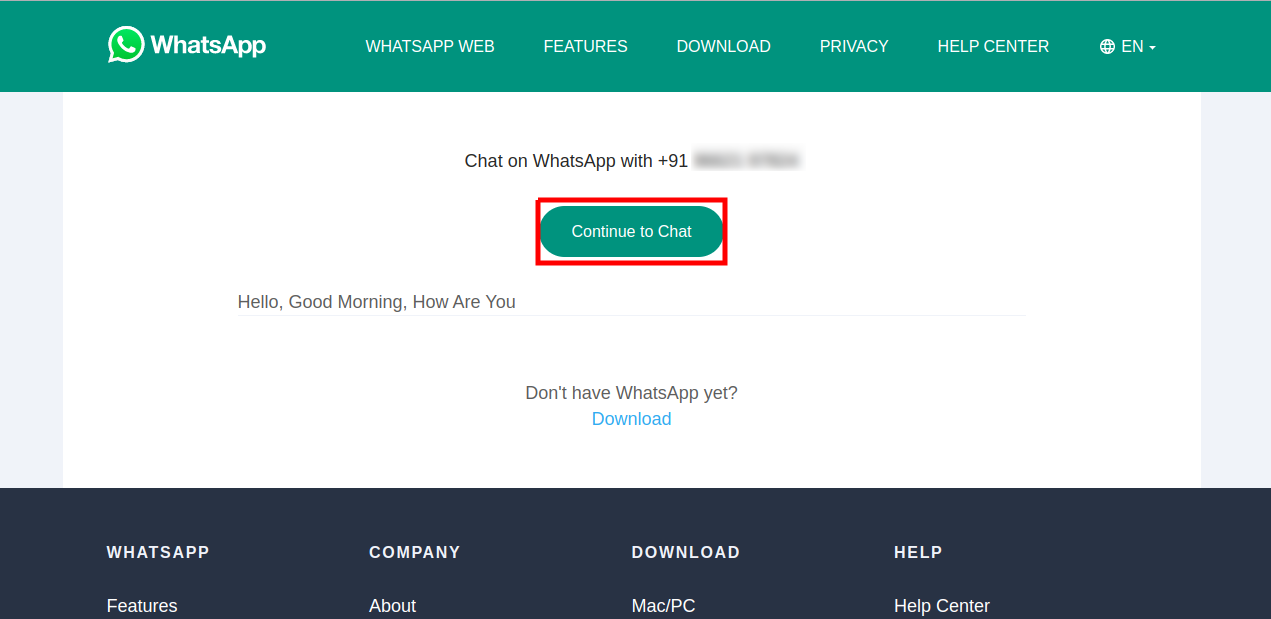 WhatsApp WHATSAPP WEB FEATURES DOWNLOAD PRIVACY HELP CENTER EN
Chat on WhatsApp with +91
Continue to Chat
Hello, Good Morning, How Are You
Don't have WhatsApp yet?
Download
WHATSAPP COMPANY DOWNLOAD HELP
Features About Mac/PC Help Center